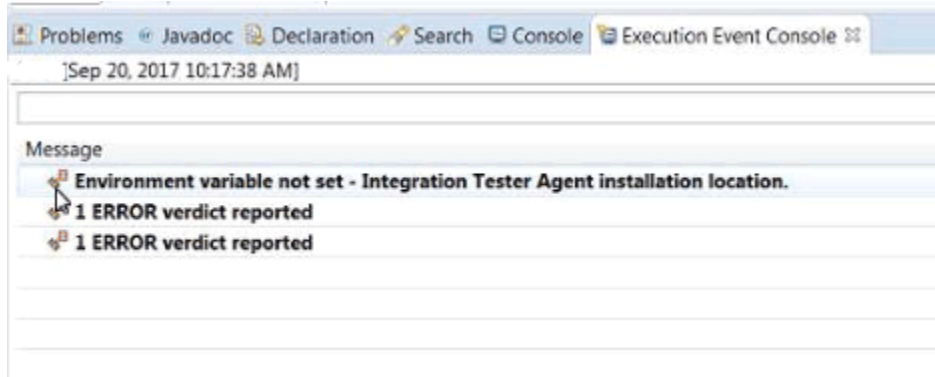 Problems Javadoc Declaration Search Console Execution Event Console
[Sep 20, 2017 10:17:38 AM]
Message
Environment variable not set - Integration Tester Agent installation location.
1 ERROR verdict reported
1 ERROR verdict reported